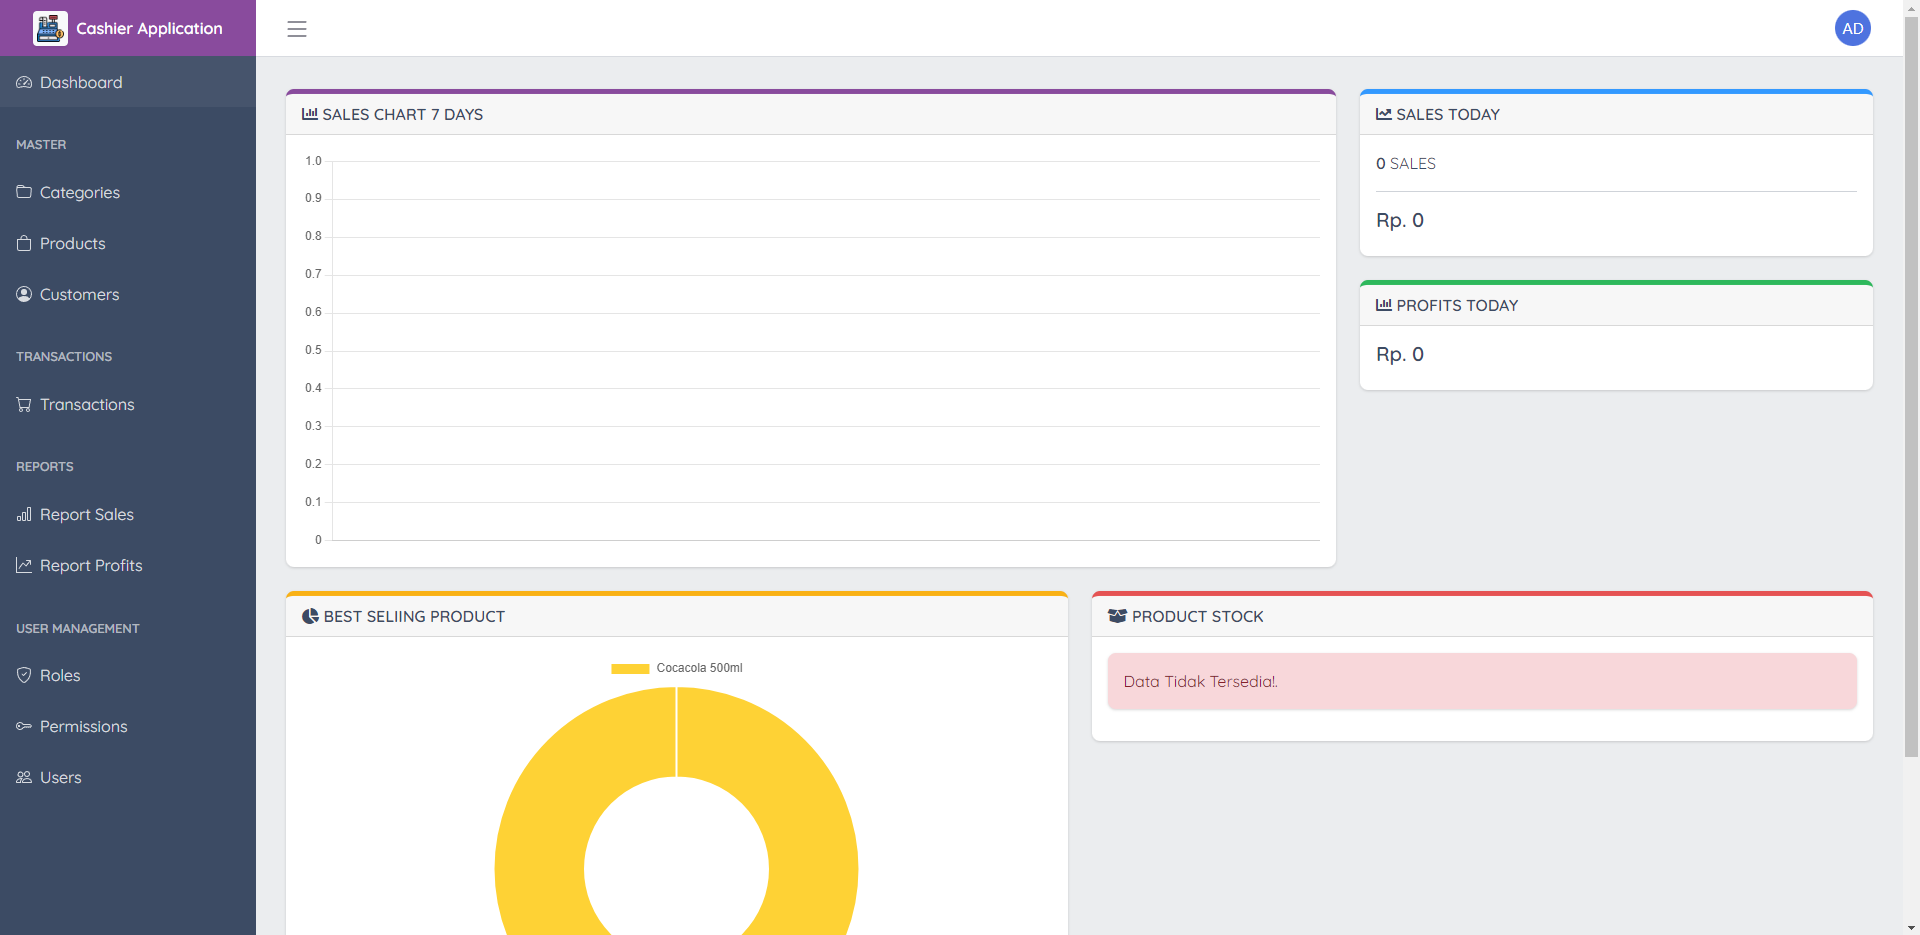 Cashier Application
AD
Dashboard
MASTER
Categories
Products
Customers
TRANSACTIONS
Transactions
REPORTS
Report Sales
Report Profits
USER MANAGEMENT
Roles
Permissions
Users
SALES CHART 7 DAYS
1.0
0.9
0.8
0.7
0.6
0.5
0.4
0.3
0.2
0.1
0
SALES TODAY
0 SALES
Rp. 0
PROFITS TODAY
Rp. 0
BEST SELIING PRODUCT
Cocacola 500ml
PRODUCT STOCK
Data Tidak Tersedia!.